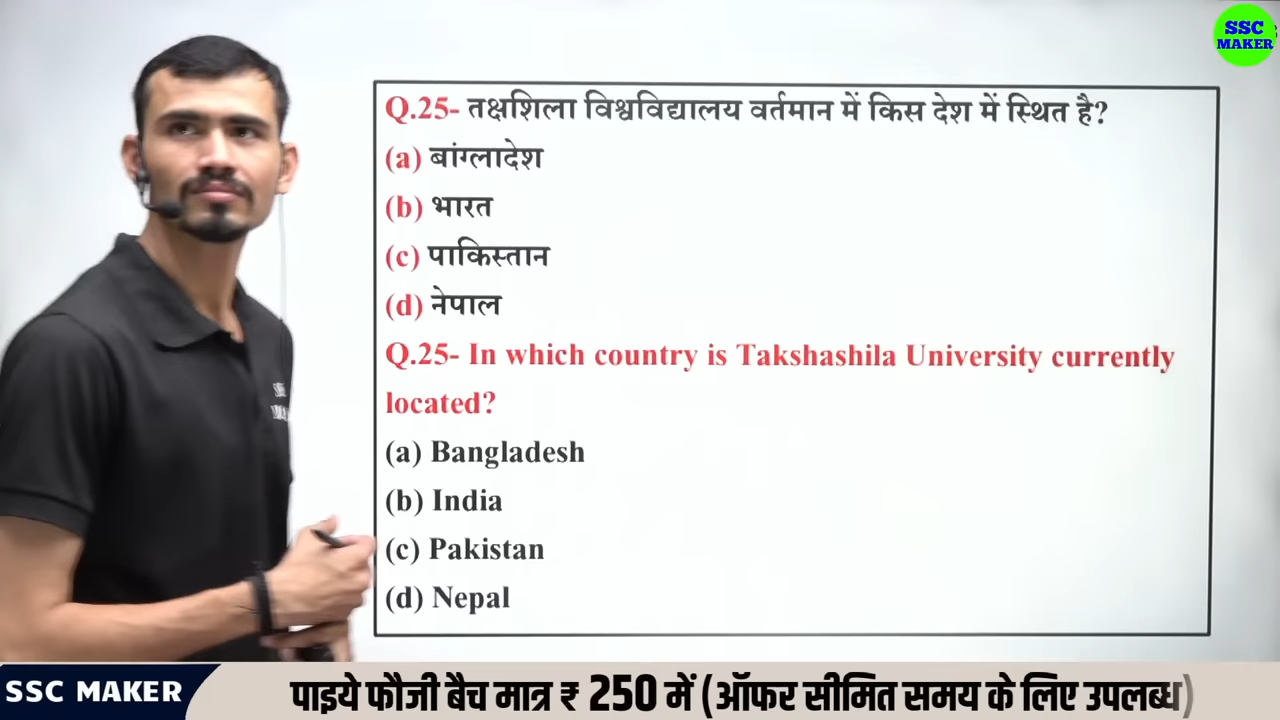 SSC
MAKER
Q.25- तक्षशिला विश्वविद्यालय वर्तमान में किस देश में स्थित है?
(a) बांग्लादेश
(b) भारत
(c) पाकिस्तान
(d) नेपाल
Q.25- In which country is Takshashila University currently
located?
(a) Bangladesh
(b) India
(c) Pakistan
(d) Nepal
SSC MAKER
पाइये फौजी बैच मात्र ₹ 250 में (ऑफर सीमित समय के लिए उपलब्ध)